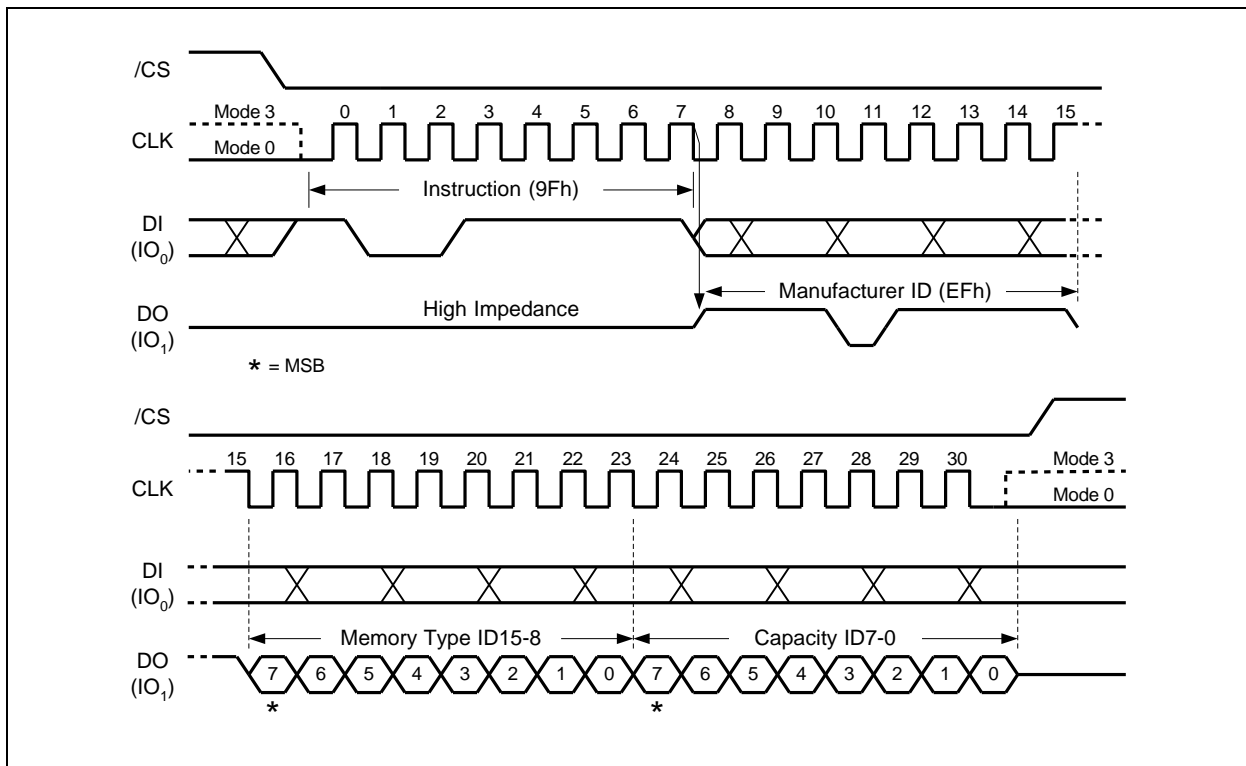 /CS
Mode 3 0 1 2 3 4 5 6 7 8 9 10 11 12 13 14 15
CLK
Mode 0
Instruction (9Fh)
DI
(IO0)
Manufacturer ID (EFh)
High Impedance
DO
(IO1)
* = MSB
/CS
15 16 17 18 19 20 21 22 23 24 25 26 27 28 29 30 Mode 3
CLK
Mode 0
DI
(IO0)
Memory Type ID15-8 Capacity ID7-0
DO
(IO1)
7 6 5 4 3 2 1 0 7 6 5 4 3 2 1 0
* *